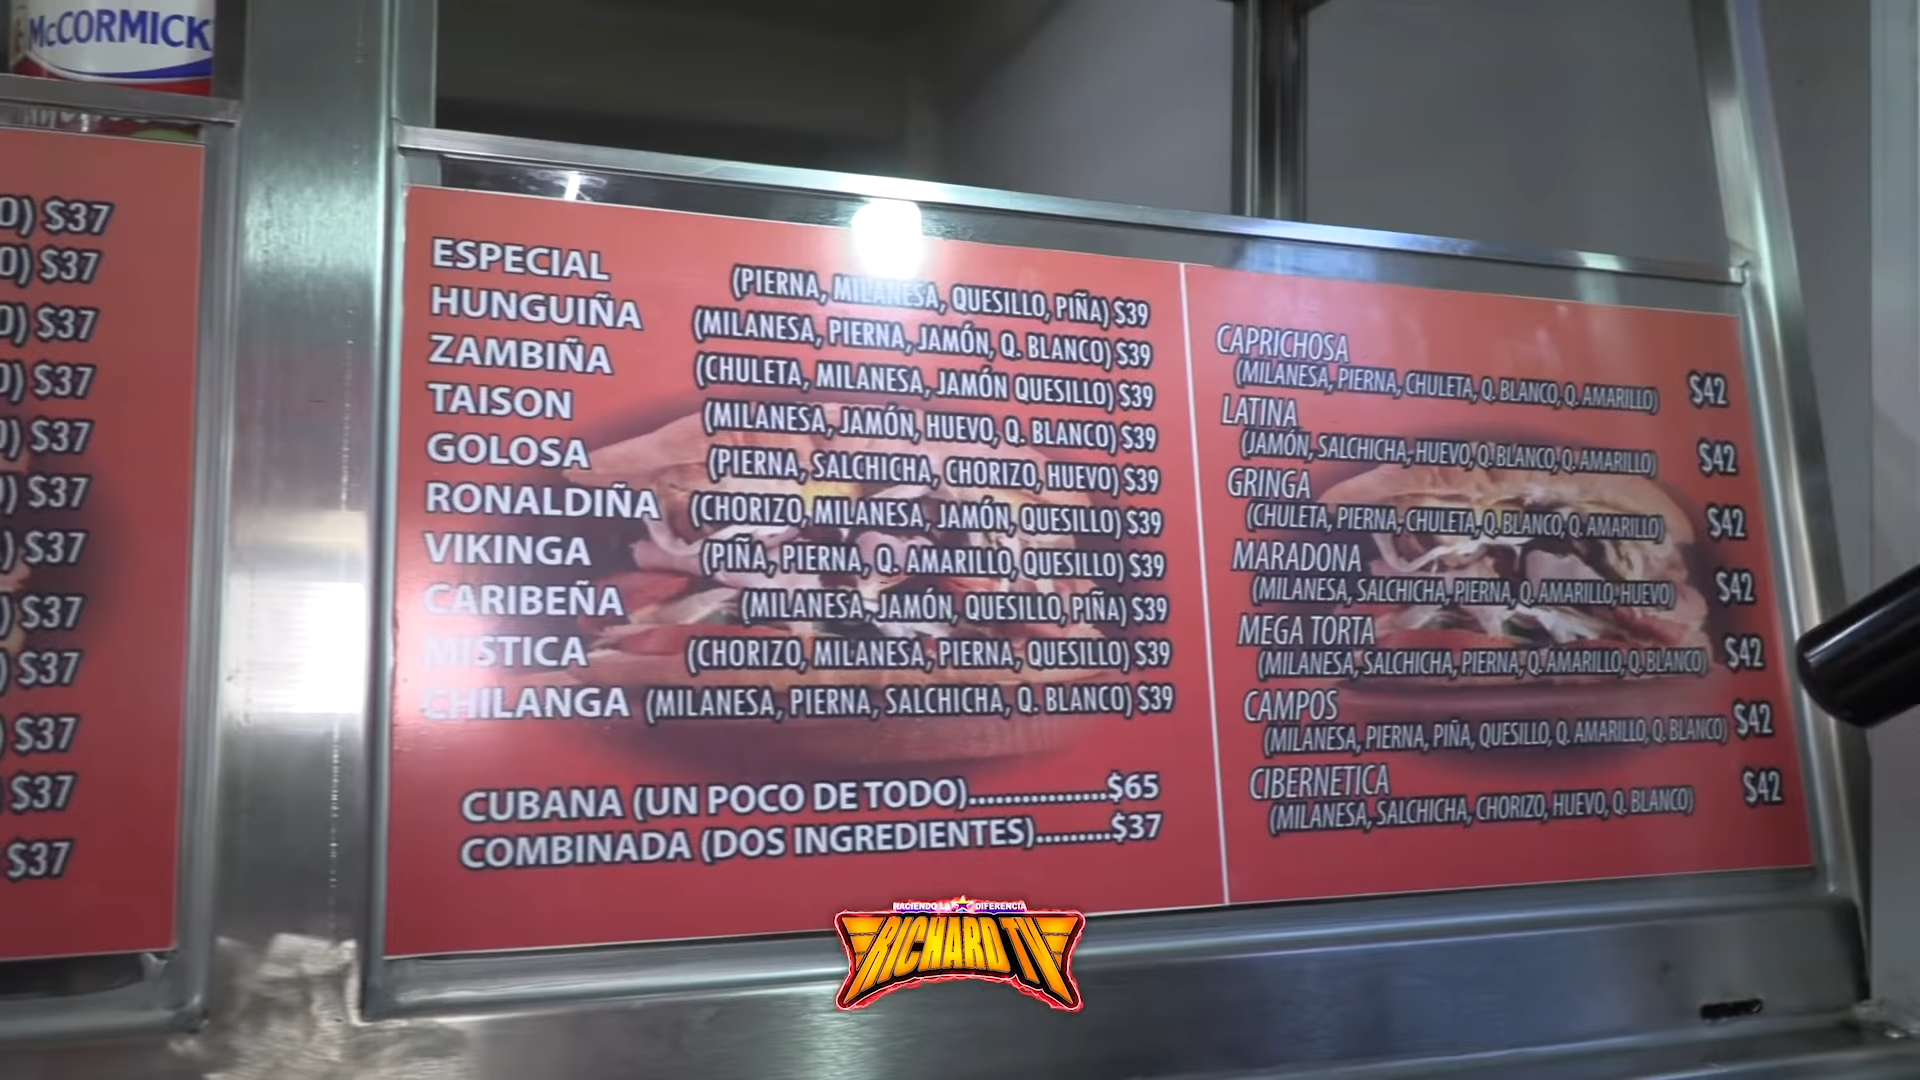 McCORMICK
O) $37
O) $37
O) $37
O) $37
O) $37
) $37
.) $37
) $37
) $37
) $37
) $37
$37
ESPECIAL (PIERNA, MILANESA, QUESILLO, PIÑA) $39
HUNGUIÑA (MILANESA, PIERNA, JAMÓN, Q. BLANCO) $39
ZAMBIÑA (CHULETA, MILANESA, JAMÓN QUESILLO) $39
TAISON (MILANESA, JAMÓN, HUEVO, Q. BLANCO) $39
GOLOSA (PIERNA, SALCHICHA, CHORIZO, HUEVO) $39
RONALDIÑA (CHORIZO, MILANESA, JAMÓN, QUESILLO) $39
VIKINGA (PIÑA, PIERNA, Q. AMARILLO, QUESILLO) $39
CARIBEÑA (MILANESA, JAMÓN, QUESILLO, PIÑA) $39
MISTICA (CHORIZO, MILANESA, PIERNA, QUESILLO) $39
CHILANGA (MILANESA, PIERNA, SALCHICHA, Q. BLANCO) $39
CUBANA (UN POCO DE TODO)................$65
COMBINADA (DOS INGREDIENTES).........$37
CAPRICHOSA
(MILANESA, PIERNA, CHULETA, Q. BLANCO, Q. AMARILLO) $42
LATINA
(JAMÓN, SALCHICHA, HUEVO, Q. BLANCO, Q. AMARILLO) $42
GRINGA
(CHULETA, PIERNA, CHULETA, Q. BLANCO, Q. AMARILLO) $42
MARADONA
(MILANESA, SALCHICHA, PIERNA, Q. AMARILLO, HUEVO) $42
MEGA TORTA
(MILANESA, SALCHICHA, PIERNA, Q. AMARILLO, Q. BLANCO) $42
CAMPOS
(MILANESA, PIERNA, PIÑA, QUESILLO, Q. AMARILLO, Q. BLANCO) $42
CIBERNETICA
(MILANESA, SALCHICHA, CHORIZO, HUEVO, Q. BLANCO) $42
HACIENDO LA DIFERENCIA
RICHARD TV